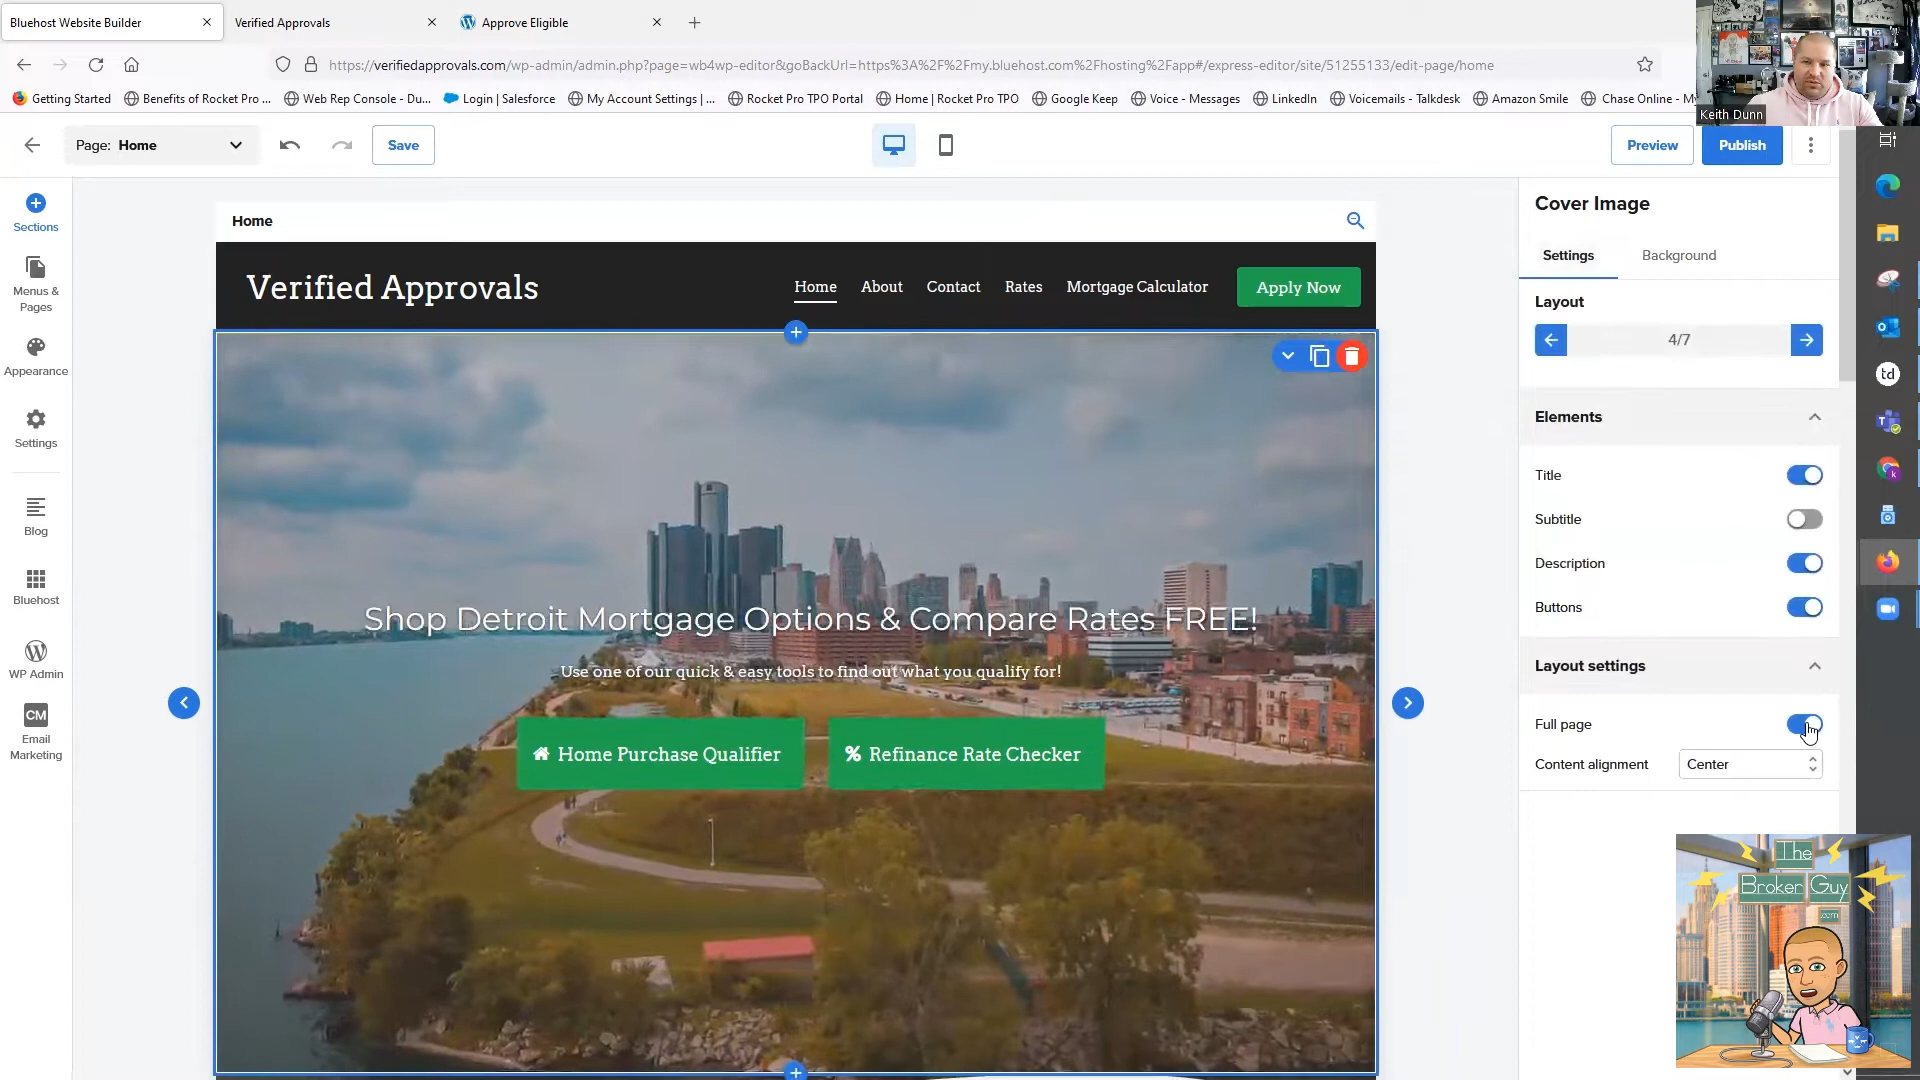 Bluehost Website Builder
Verified Approvals
Approve Eligible
https://verifiedapprovals.com/wp-admin/admin.php?page=wb4wp-editor&goBackUrl=https%3A%2F%2Fmy.bluehost.com%2Fhosting%2Fapp#/express-editor/site/51255133/edit-page/home
Getting Started
Benefits of Rocket Pro ...
Web Rep Console - Du...
Login | Salesforce
My Account Settings | ...
Rocket Pro TPO Portal
Home | Rocket Pro TPO
Google Keep
Voice - Messages
LinkedIn
Voicemails - Talkdesk
Amazon Smile
Chase Online - My
Keith Dunn
Page: Home
Save
Preview
Publish
Sections
Menus &
Pages
Appearance
Settings
Blog
Bluehost
WP Admin
CM
Email
Marketing
Home
Verified Approvals
Home
About
Contact
Rates
Mortgage Calculator
Apply Now
Shop Detroit Mortgage Options & Compare Rates FREE!
Use one of our quick & easy tools to find out what you qualify for!
Home Purchase Qualifier
% Refinance Rate Checker
Cover Image
Settings
Background
Layout
4/7
Elements
Title
Subtitle
Description
Buttons
Layout settings
Full page
Content alignment
Center
td
The
Broker Guy
.com